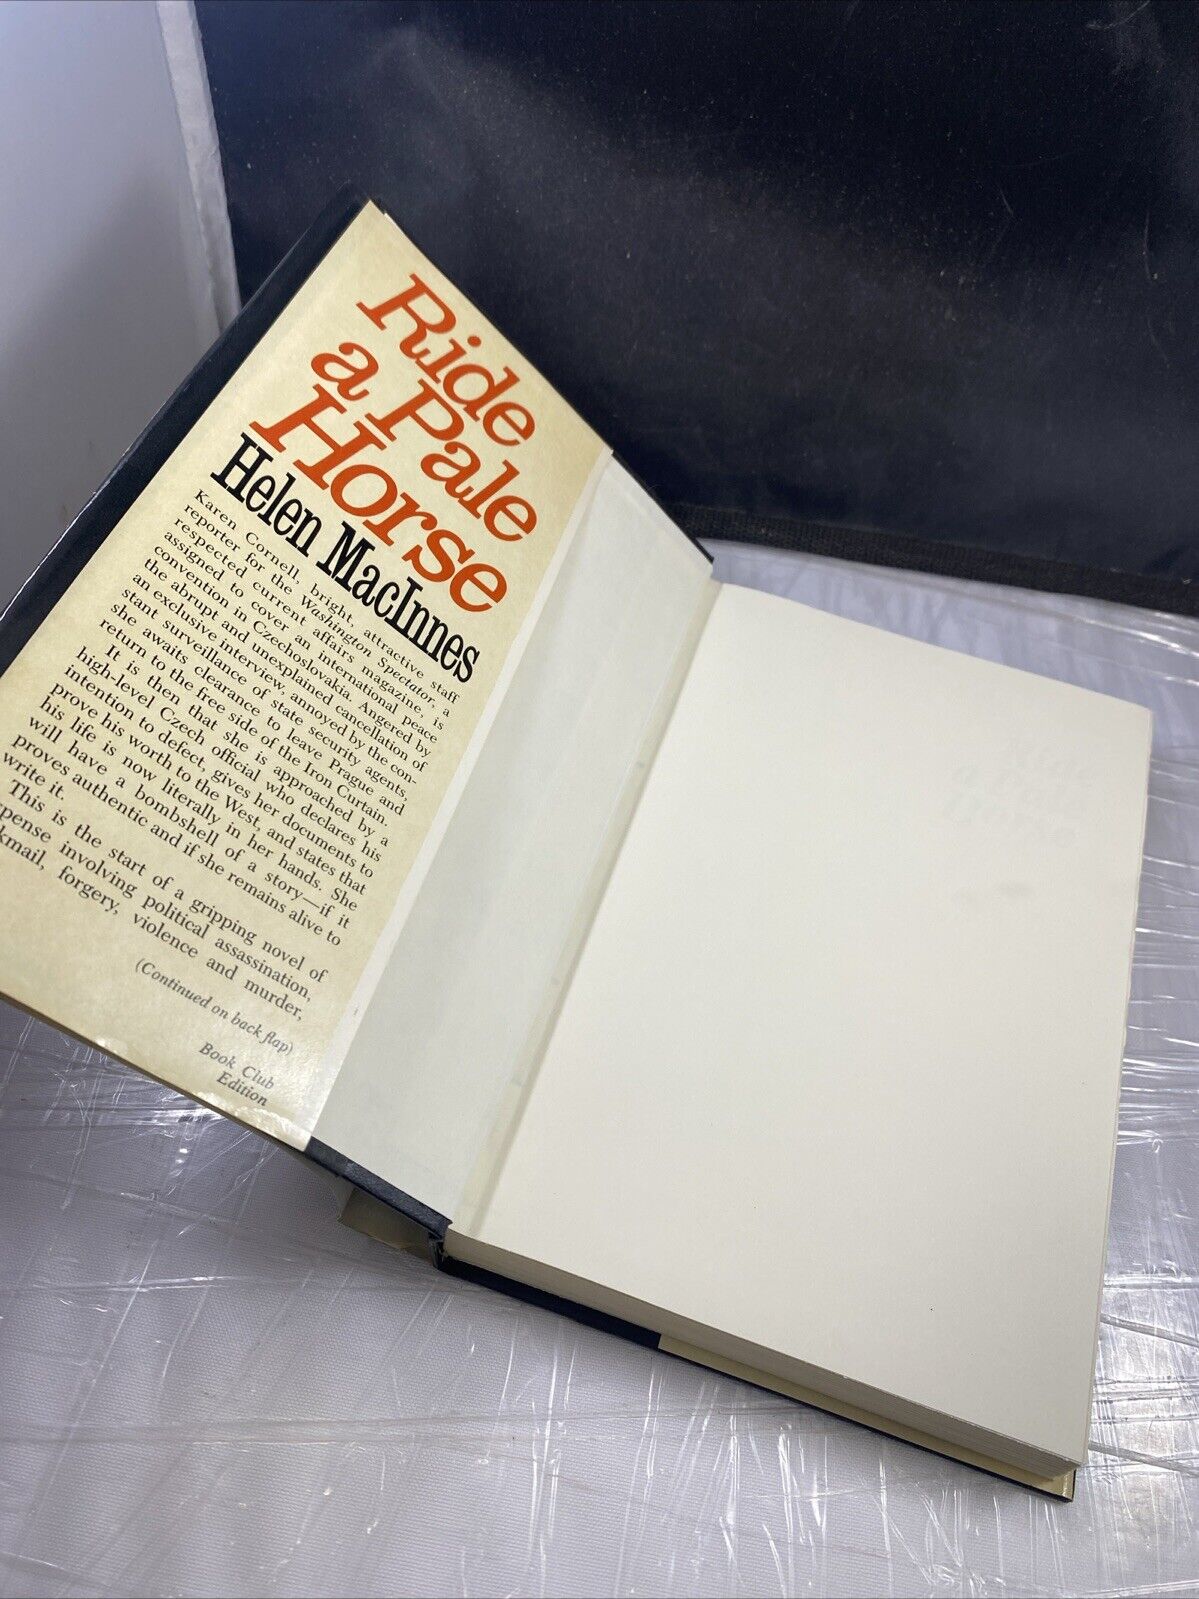 Ride
a Pale
Horse
Helen MacInnes
Karen Cornell, bright, attractive staff
reporter for the Washington Spectator, a
respected current affairs magazine, is
assigned to cover an international peace
convention in Czechoslovakia. Angered by
the abrupt and unexplained cancellation of
an exclusive interview, annoyed by the con-
stant surveillance of state security agents,
she awaits clearance to leave Prague and
return to the free side of the Iron Curtain.
It is then that she is approached by a
high-level Czech official who declares his
intention to defect, gives her documents to
prove his worth to the West, and states that
his life is now literally in her hands. She
will have a bombshell of a story—if it
proves authentic and if she remains alive to
write it.
This is the start of a gripping novel of
pense involving political assassination,
kmail, forgery, violence and murder,
(Continued on back flap)
Book Club
Edition